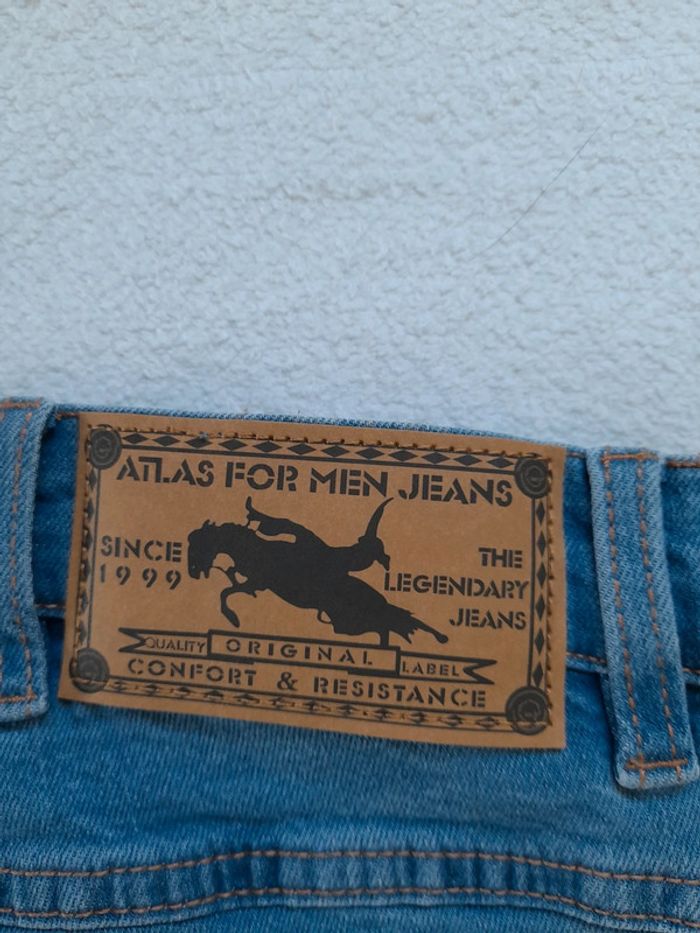 ATLAS FOR MEN JEANS
SINCE
1999
THE
LEGENDARY
JEANS
QUALITY ORIGINAL LABEL
CONFORT & RESISTANCE